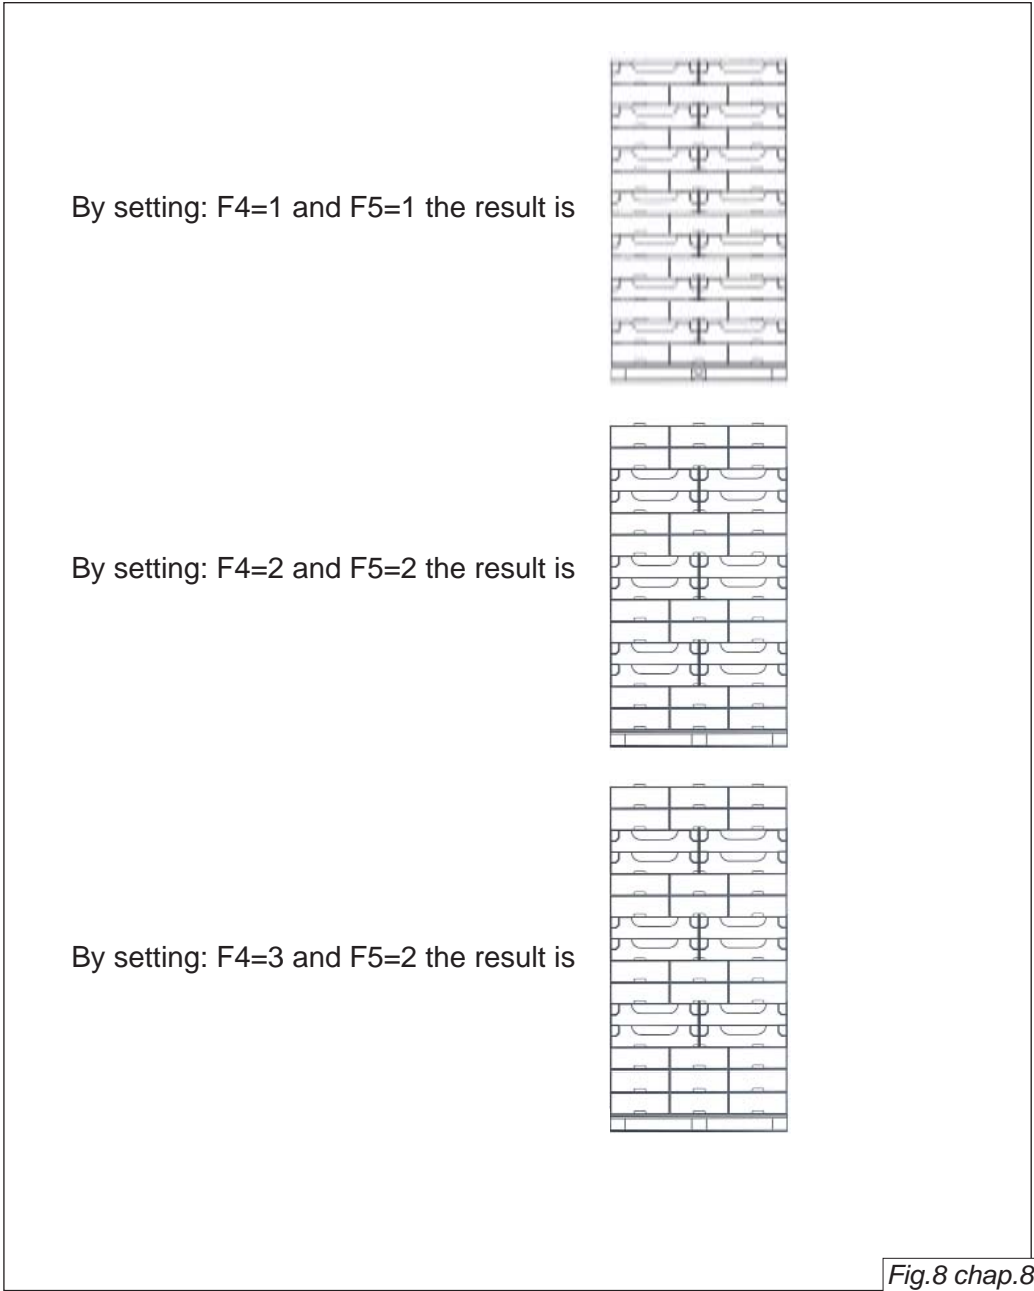 By setting: F4=1 and F5=1 the result is
By setting: F4=2 and F5=2 the result is
By setting: F4=3 and F5=2 the result is
Fig.8 chap.8